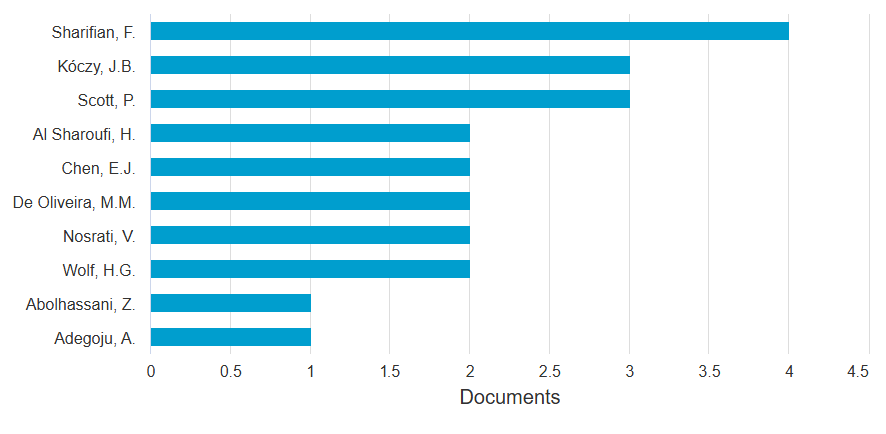 Sharifian, F.
Kóczy, J.B.
Scott, P.
Al Sharoufi, H.
Chen, E.J.
De Oliveira, M.M.
Nosrati, V.
Wolf, H.G.
Abolhassani, Z.
Adegoju, A.
0 0.5 1 1.5 2 2.5 3 3.5 4 4.5
Documents